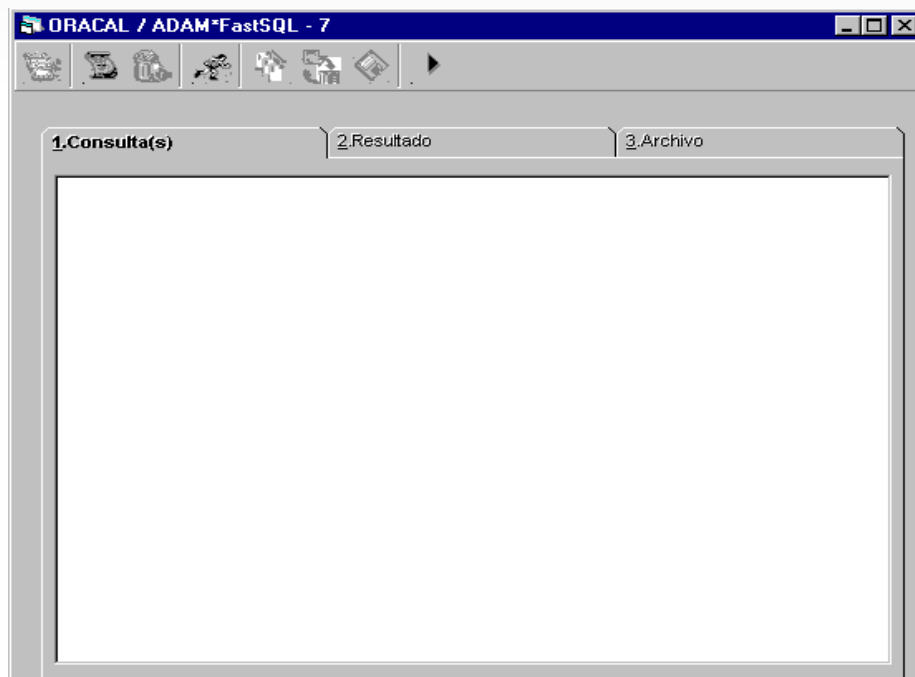 ORACAL / ADAM*FastSQL - 7
1.Consulta(s) 2.Resultado 3.Archivo